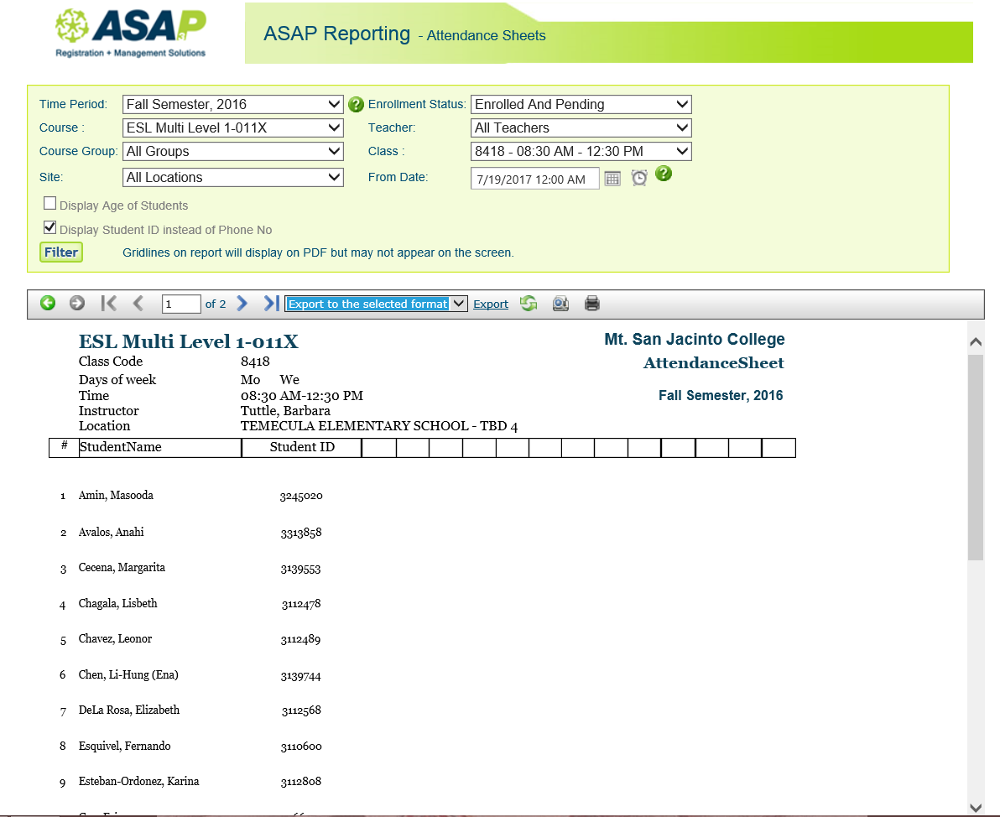 ASAP3
Registration + Management Solutions
ASAP Reporting - Attendance Sheets
Time Period: Fall Semester, 2016 ? Enrollment Status: Enrolled And Pending
Course : ESL Multi Level 1-011X Teacher: All Teachers
Course Group: All Groups Class : 8418 - 08:30 AM - 12:30 PM
Site: All Locations From Date: 7/19/2017 12:00 AM ?
Display Age of Students
Display Student ID instead of Phone No
Filter Gridlines on report will display on PDF but may not appear on the screen.
1 of 2 Export to the selected format Export
ESL Multi Level 1-011X Mt. San Jacinto College
Class Code 8418 AttendanceSheet
Days of week Mo We
Time 08:30 AM-12:30 PM Fall Semester, 2016
Instructor Tuttle, Barbara
Location TEMECULA ELEMENTARY SCHOOL - TBD 4
# StudentName Student ID
1 Amin, Masooda 3245020
2 Avalos, Anahi 3313858
3 Cecena, Margarita 3139553
4 Chagala, Lisbeth 3112478
5 Chavez, Leonor 3112489
6 Chen, Li-Hung (Ena) 3139744
7 DeLa Rosa, Elizabeth 3112568
8 Esquivel, Fernando 3110600
9 Esteban-Ordonez, Karina 3112808